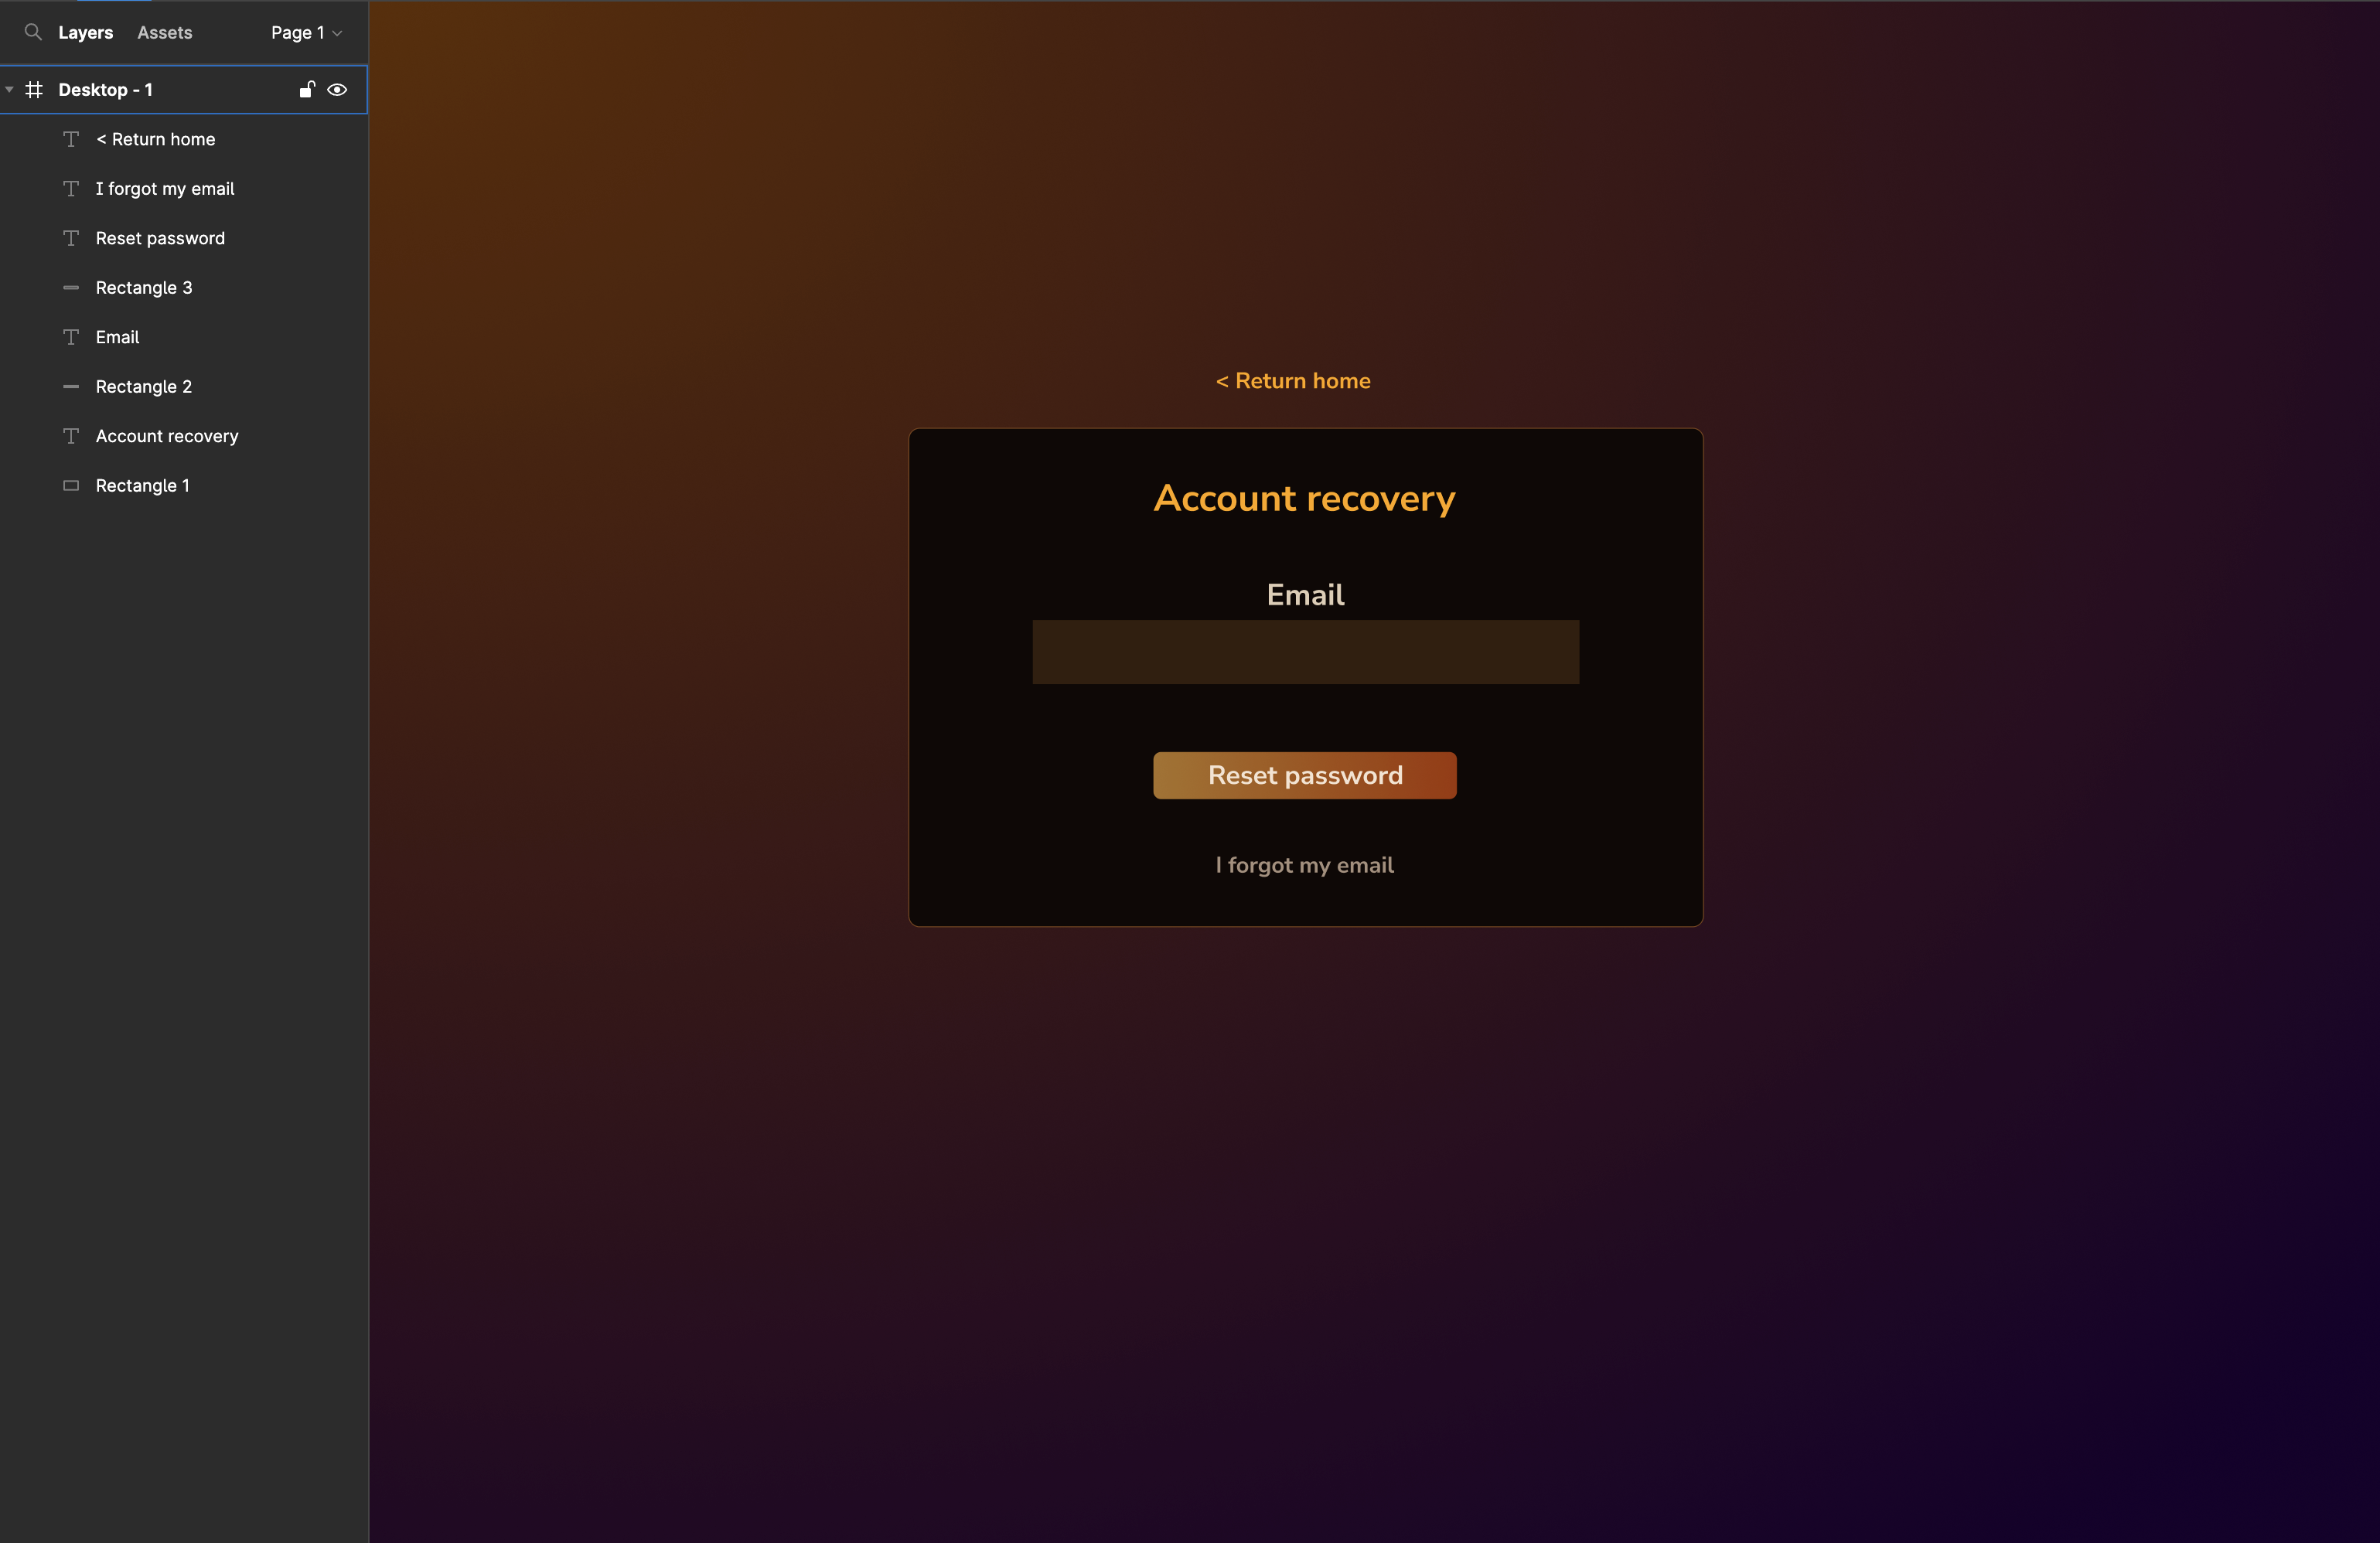 Layers Assets Page 1
Desktop - 1
< Return home
I forgot my email
Reset password
Rectangle 3
Email
Rectangle 2
Account recovery
Rectangle 1
< Return home
Account recovery
Email
Reset password
I forgot my email